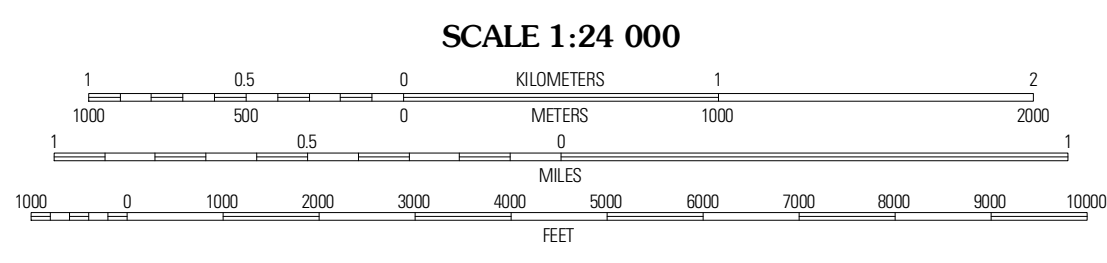 SCALE 1:24 000
1 0.5 0 KILOMETERS 1 2
1000 500 0 METERS 1000 2000
1 0.5 0 1
MILES
1000 0 1000 2000 3000 4000 5000 6000 7000 8000 9000 10000
FEET